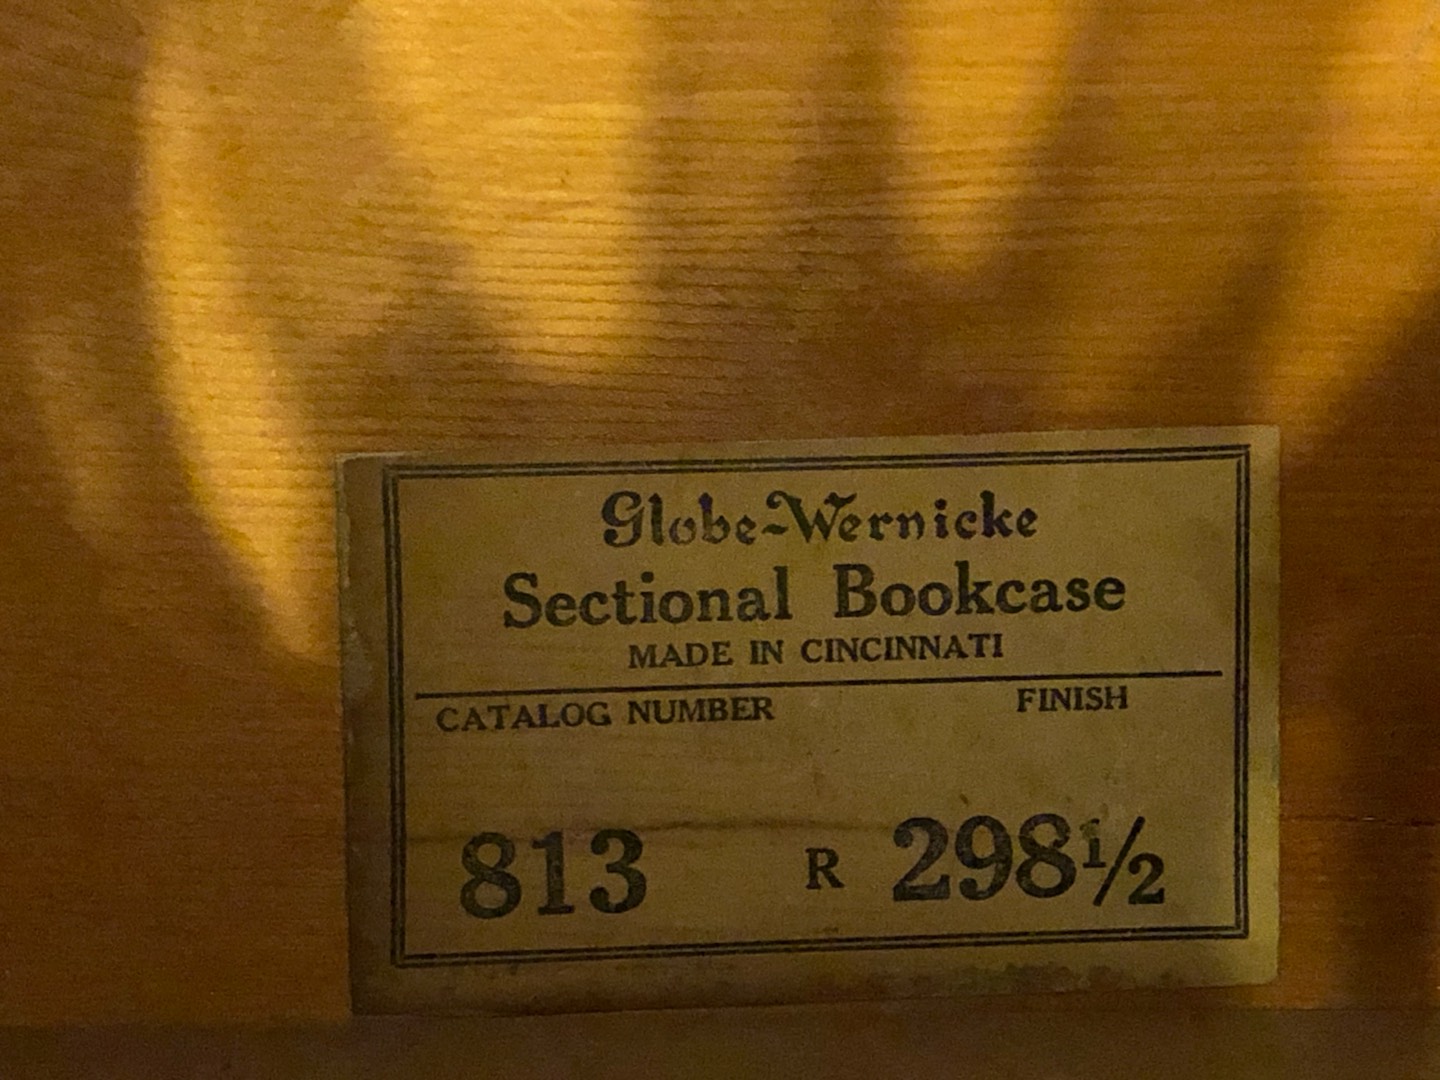 Globe-Wernicke
Sectional Bookcase
MADE IN CINCINNATI
CATALOG NUMBER FINISH
813 R 298½